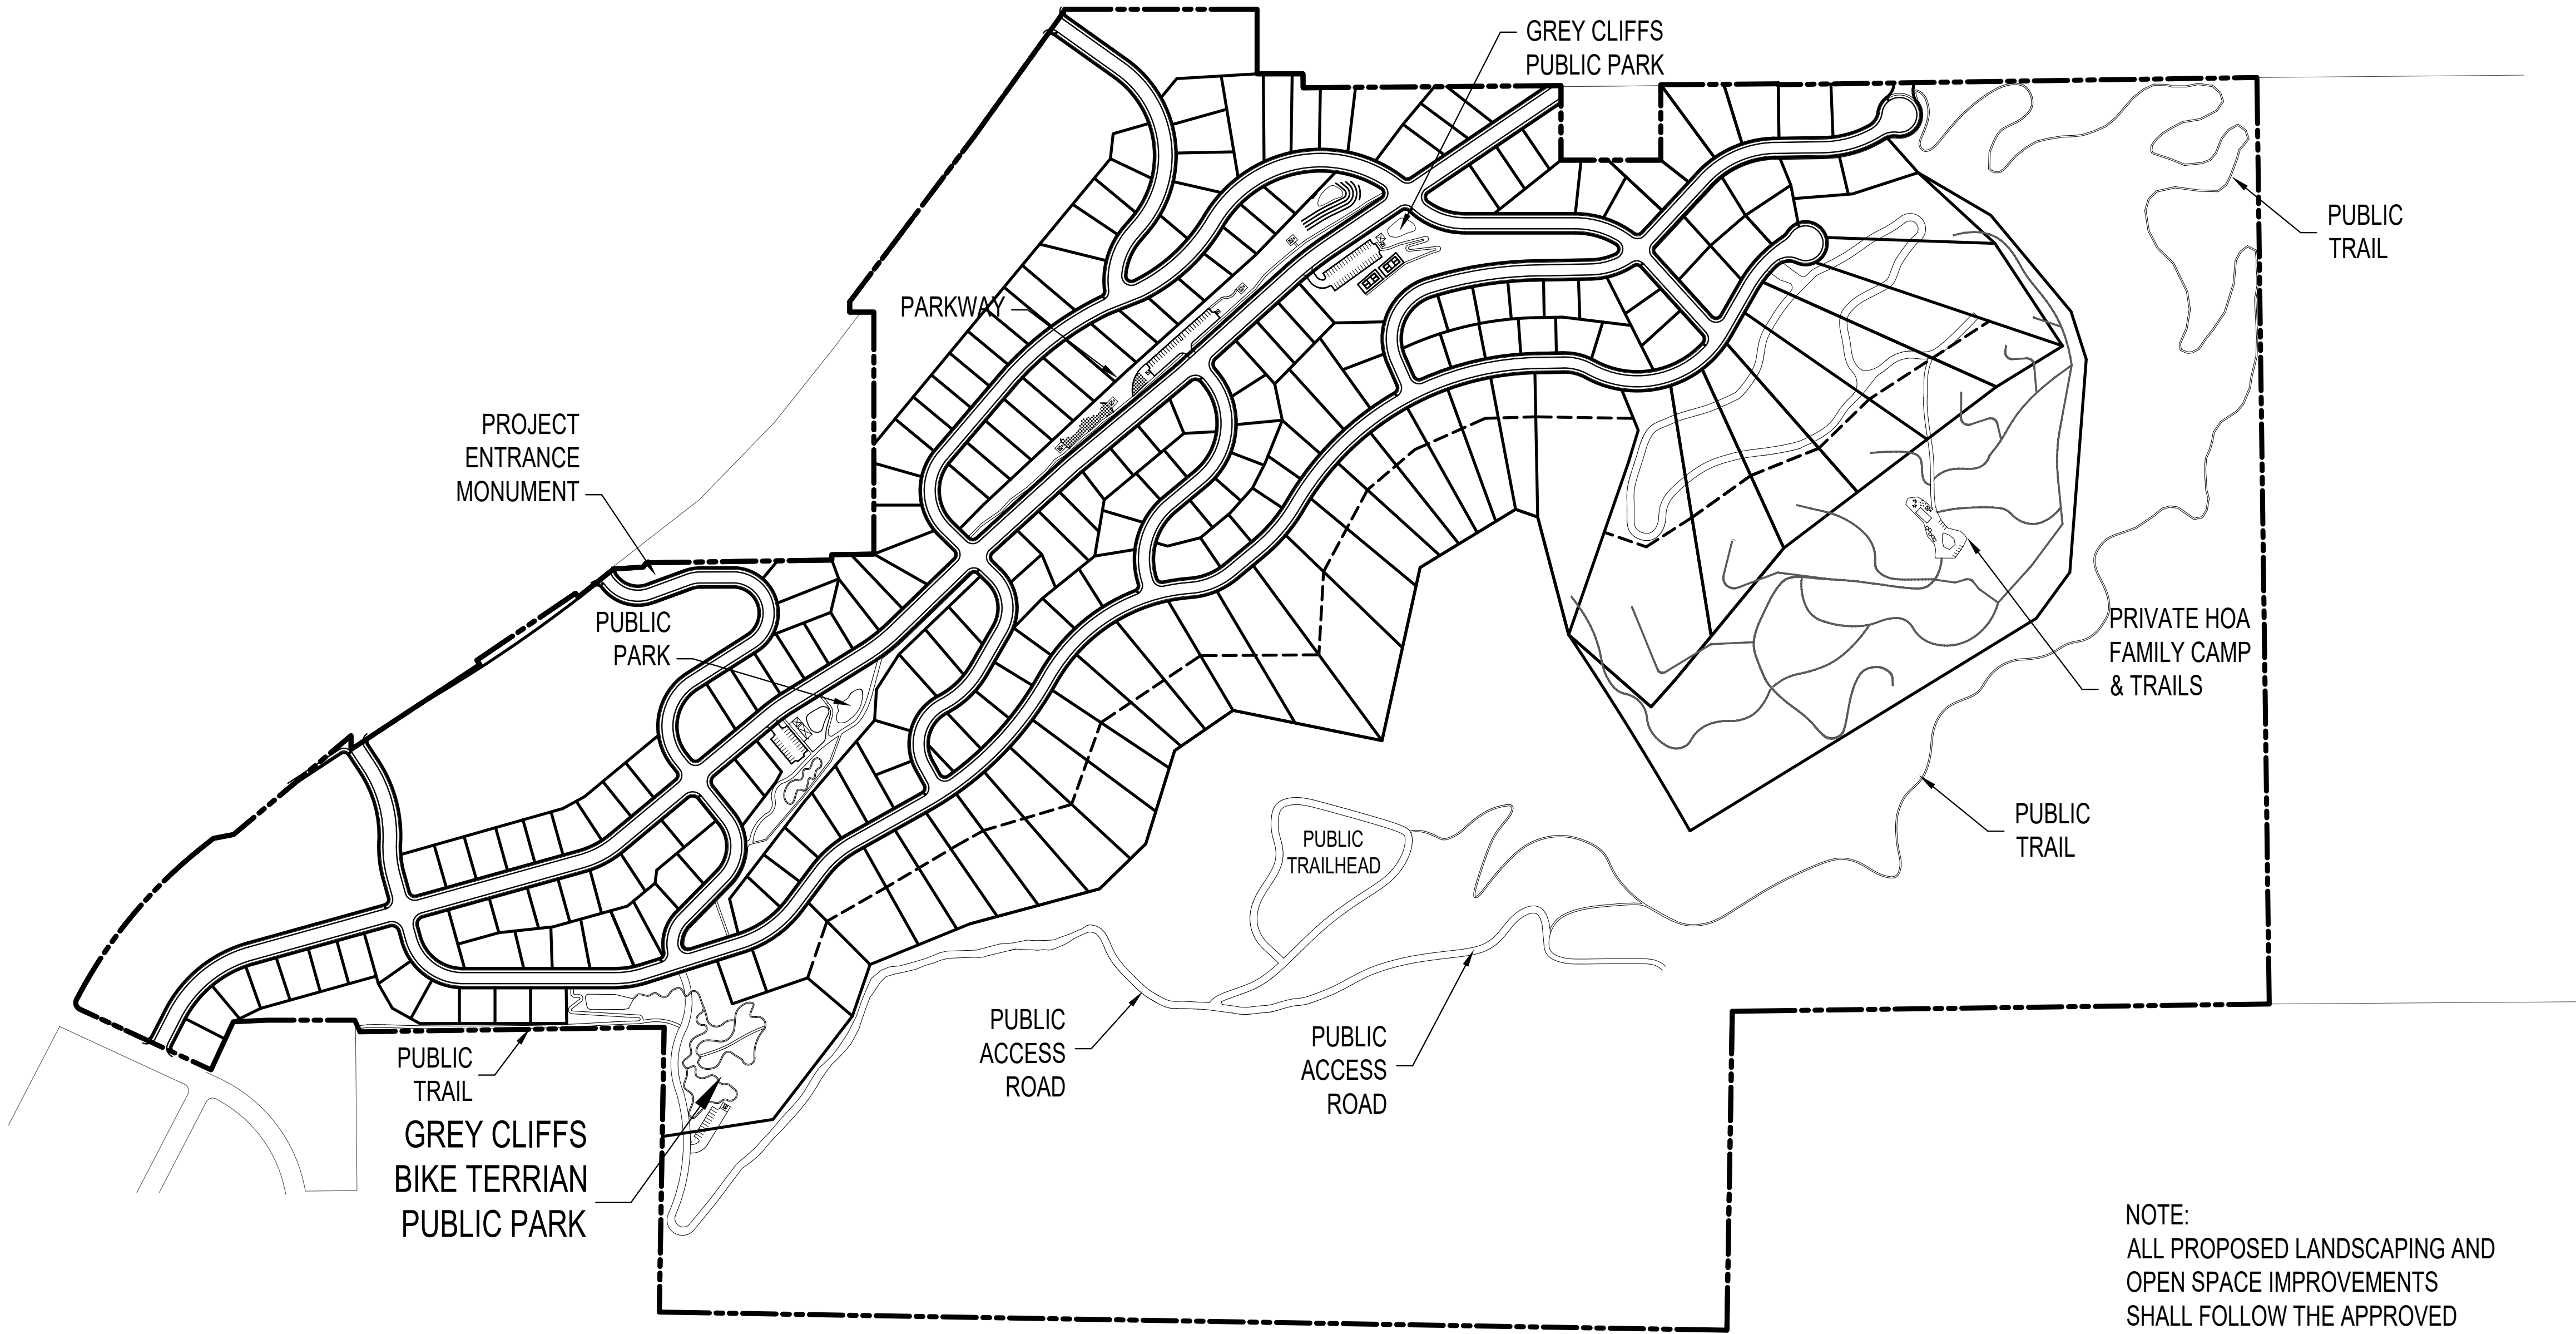 GREY CLIFFS
PUBLIC PARK
PUBLIC
TRAIL
PARKWAY
PROJECT
ENTRANCE
MONUMENT
PUBLIC
PARK
PRIVATE HOA
FAMILY CAMP
& TRAILS
PUBLIC
TRAIL
PUBLIC
TRAILHEAD
PUBLIC
ACCESS
ROAD
PUBLIC
ACCESS
ROAD
PUBLIC
TRAIL
GREY CLIFFS
BIKE TERRIAN
PUBLIC PARK
NOTE:
ALL PROPOSED LANDSCAPING AND
OPEN SPACE IMPROVEMENTS
SHALL FOLLOW THE APPROVED